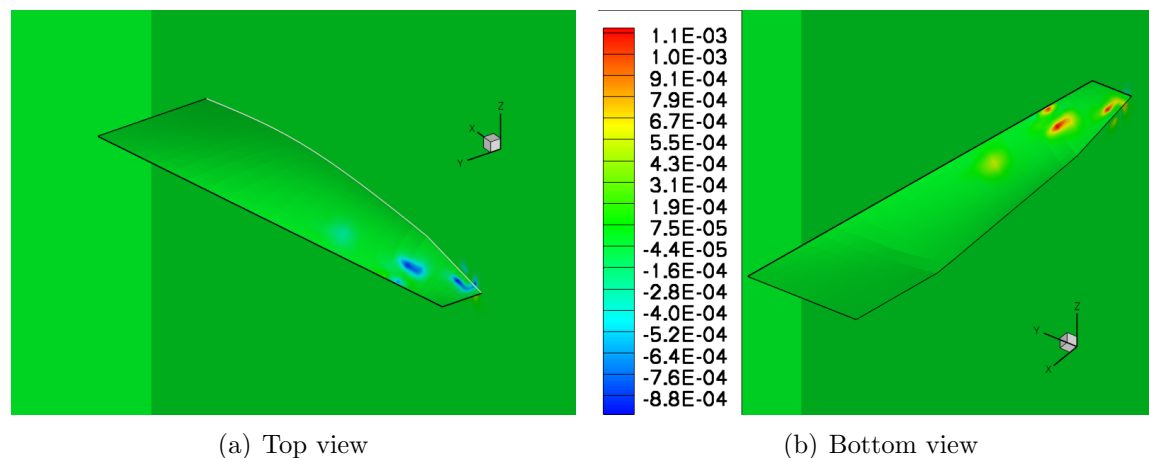 Z
X
Y
1.1E-03
1.0E-03
9.1E-04
7.9E-04
6.7E-04
5.5E-04
4.3E-04
3.1E-04
1.9E-04
7.5E-05
-4.4E-05
-1.6E-04
-2.8E-04
-4.0E-04
-5.2E-04
-6.4E-04
-7.6E-04
-8.8E-04
Z
Y
X
(a) Top view
(b) Bottom view